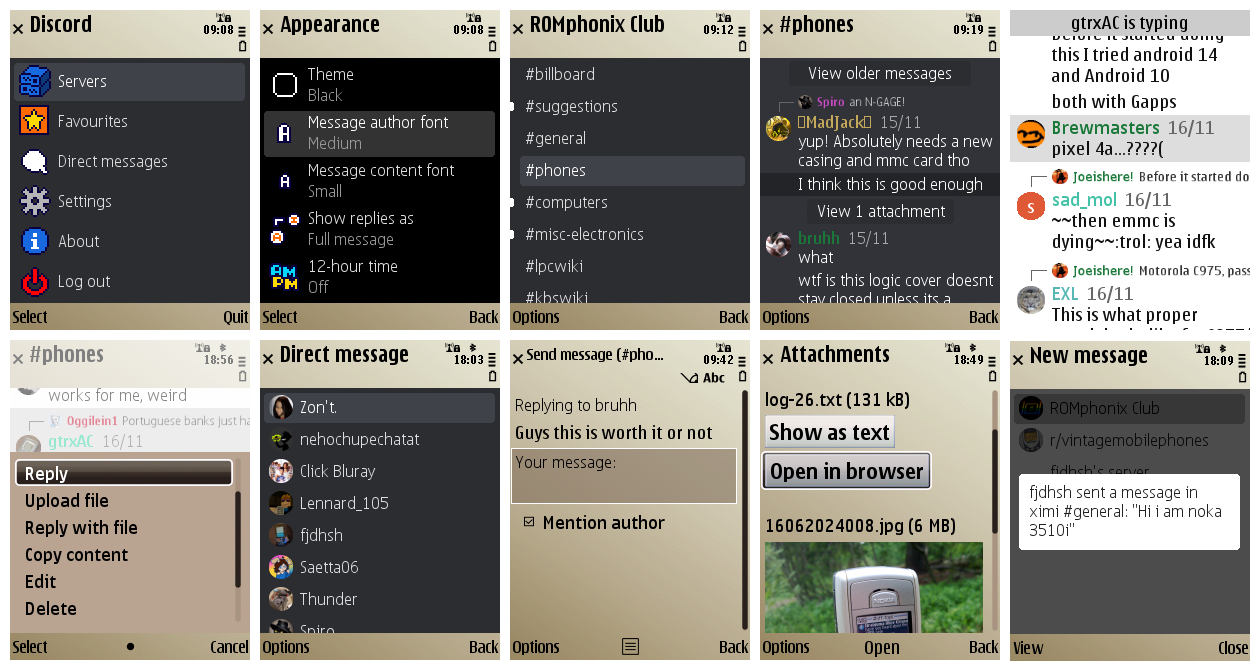 Discord
09:08
Servers
Favourites
Direct messages
Settings
About
Log out
Select
Quit
Appearance
09:08
Theme
Black
Message author font
Medium
Message content font
Small
Show replies as
Full message
12-hour time
Off
Select
Back
ROMphonix Club
09:12
#billboard
#suggestions
#general
#phones
#computers
#misc-electronics
#lpcwiki
#kbswiki
Options
Back
#phones
09:19
View older messages
Spiro an N-GAGE!
▯MadJack▯ 15/11
yup! Absolutely needs a new
casing and mmc card tho
I think this is good enough
View 1 attachment
bruhh 15/11
what
wtf is this logic cover doesnt
stay closed unless its a
Options
Back
gtrxAC is typing
before it started doing
this I tried android 14
and Android 10
both with Gapps
Brewmasters 16/11
pixel 4a...????(
Joeishere! Before it started do
S
sad_mol 16/11
~~then emmc is
dying~~:trol: yea idfk
Joeishere! Motorola C975, pass
EXL 16/11
This is what proper
#phones
18:56
works for me, weird
Oggilein1 Portuguese banks just ha
gtrxAC 16/11
Reply
Upload file
Reply with file
Copy content
Edit
Delete
Select
Cancel
Direct message
18:03
Zon't.
nehochupechatat
Click Bluray
Lennard_105
fjdhsh
Saetta06
Thunder
Spiro
Options
Back
Send message (#pho...
09:42
Abc
Replying to bruhh
Guys this is worth it or not
Your message:
Mention author
Options
Back
Attachments
18:49
log-26.txt (131 kB)
Show as text
Open in browser
16062024008.jpg (6 MB)
Options
Open
Back
New message
18:09
ROMphonix Club
r/vintagemobilephones
fjdhsh's server
fjdhsh sent a message in
ximi #general: "Hi i am noka
3510i"
View
Close